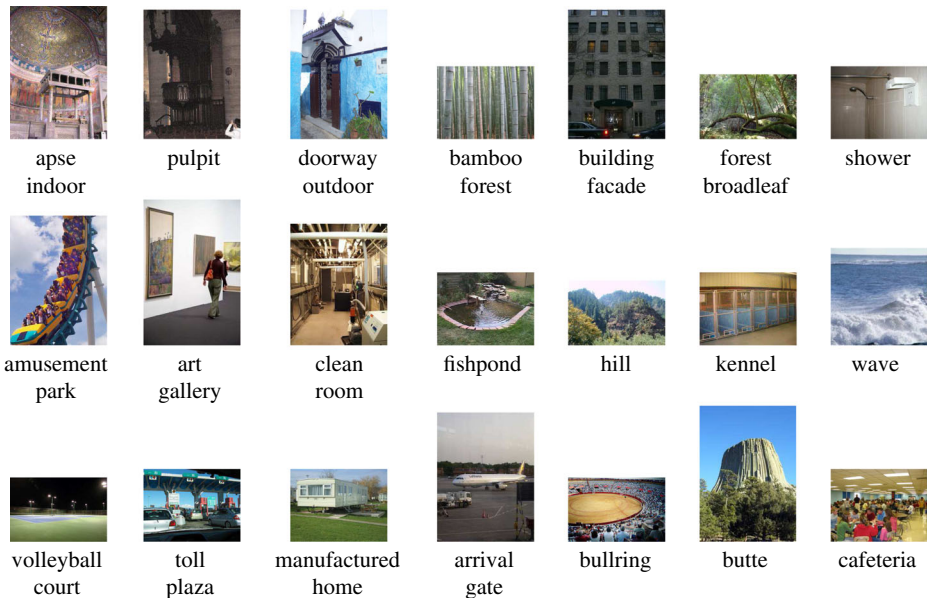 apse
indoor
pulpit
doorway
outdoor
bamboo
forest
building
facade
forest
broadleaf
shower
amusement
park
art
gallery
clean
room
fishpond
hill
kennel
wave
volleyball
court
toll
plaza
manufactured
home
arrival
gate
bullring
butte
cafeteria